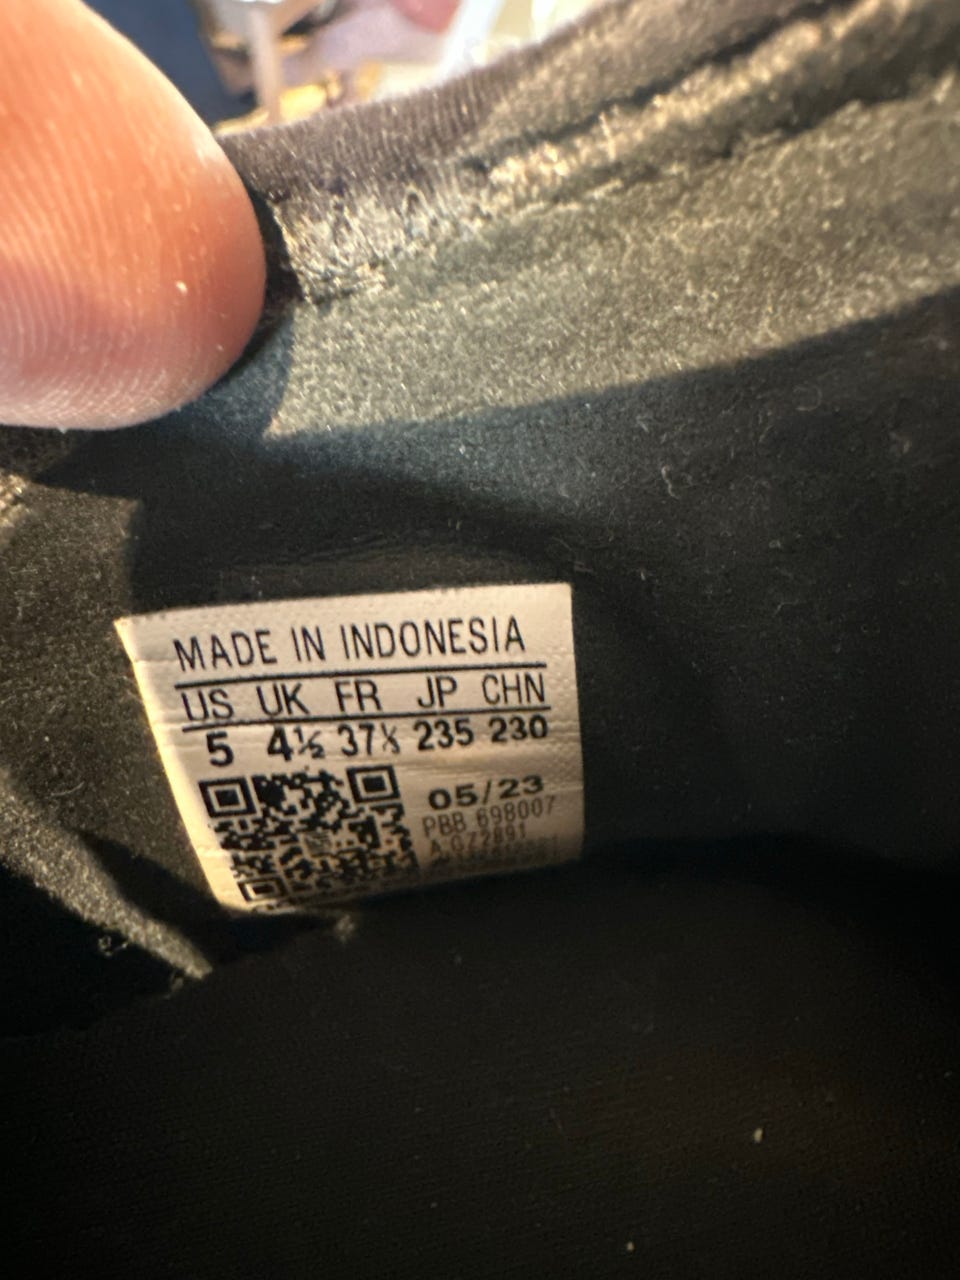 MADE IN INDONESIA
US UK FR JP CHN
5 4½ 37⅓ 235 230
05/23
PBB 698007